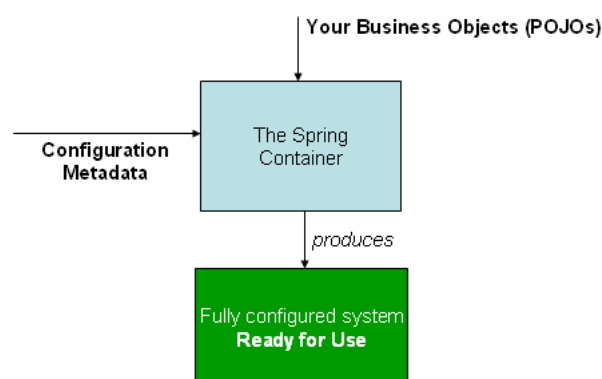 Your Business Objects (POJOs)
The Spring
Container
Configuration
Metadata
produces
Fully configured system
Ready for Use